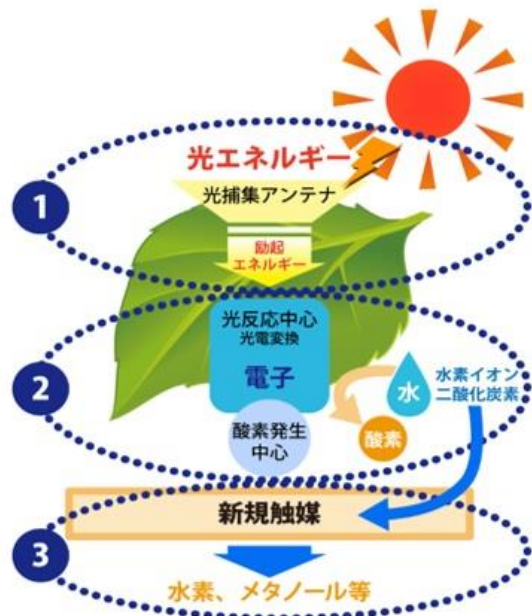 光エネルギー
1
光捕集アンテナ
励起
エネルギー
光反応中心
光電変換
電子
2
水
水素イオン
二酸化炭素
酸素
酸素発生
中心
新規触媒
3
水素、メタノール等